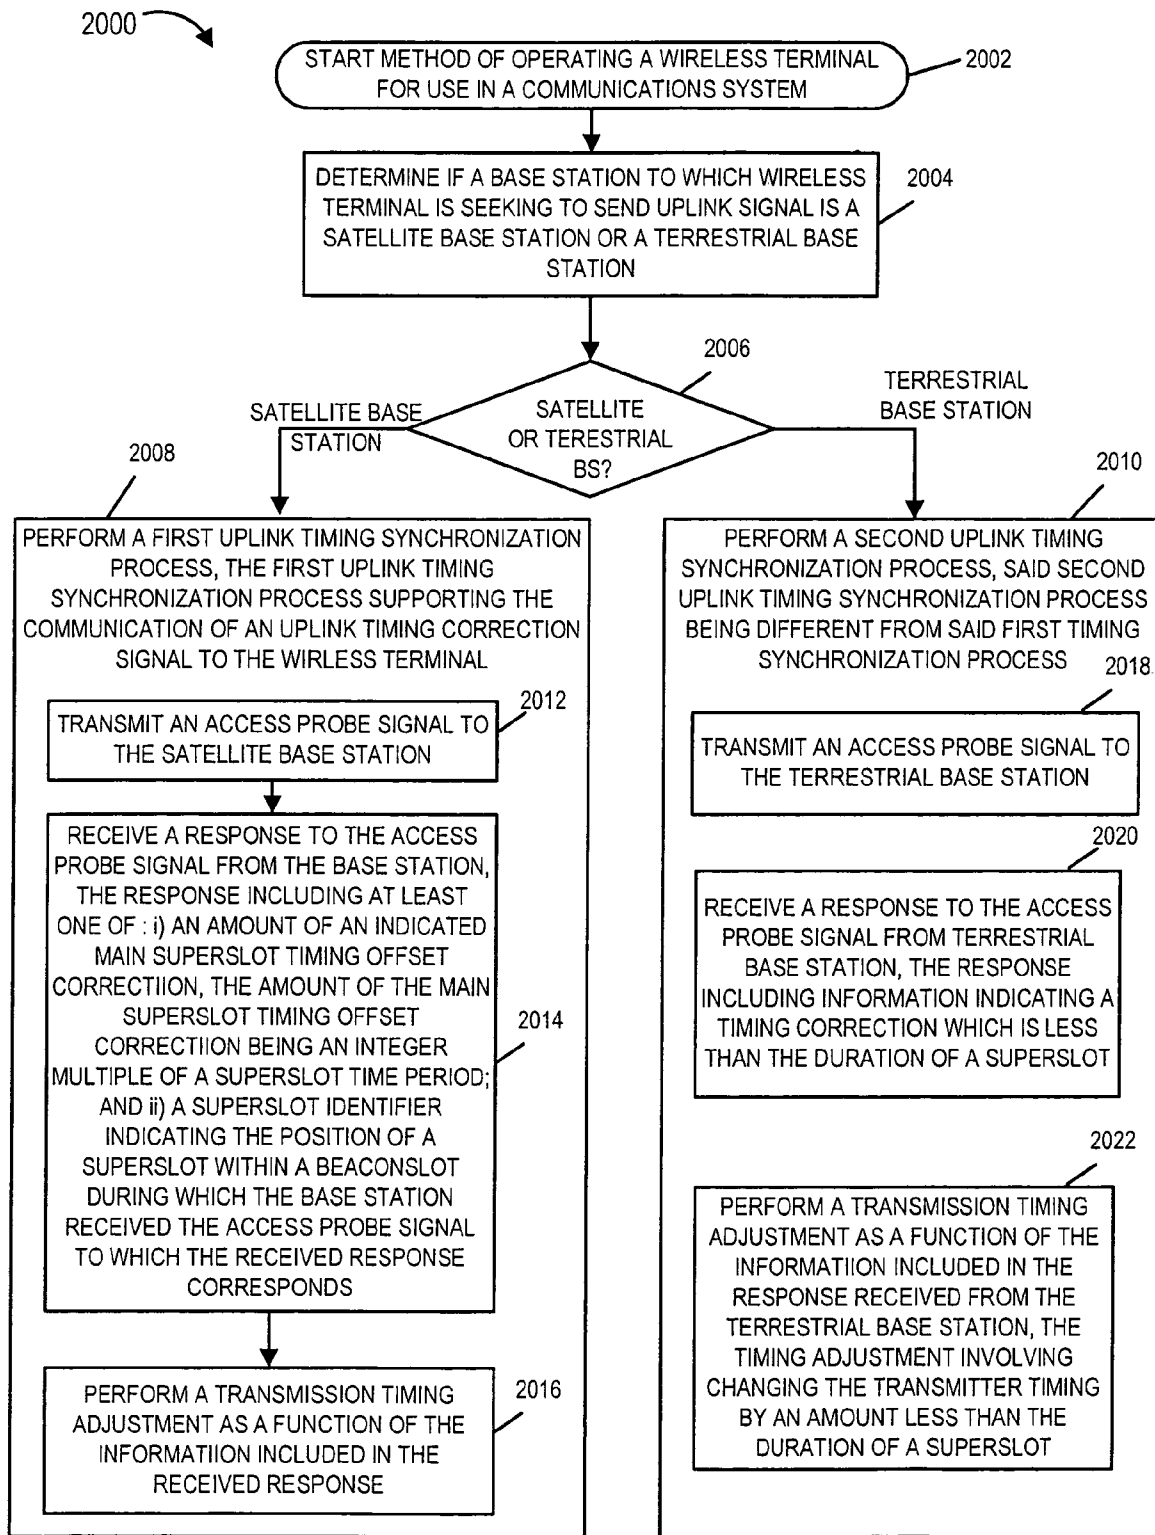 2000
START METHOD OF OPERATING A WIRELESS TERMINAL
FOR USE IN A COMMUNICATIONS SYSTEM
2002
DETERMINE IF A BASE STATION TO WHICH WIRELESS
TERMINAL IS SEEKING TO SEND UPLINK SIGNAL IS A
SATELLITE BASE STATION OR A TERRESTRIAL BASE
STATION
2004
2006
SATELLITE
OR TERESTRIAL
BS?
SATELLITE BASE
STATION
TERRESTRIAL
BASE STATION
2008
PERFORM A FIRST UPLINK TIMING SYNCHRONIZATION
PROCESS, THE FIRST UPLINK TIMING
SYNCHRONIZATION PROCESS SUPPORTING THE
COMMUNICATION OF AN UPLINK TIMING CORRECTION
SIGNAL TO THE WIRLESS TERMINAL
2012
TRANSMIT AN ACCESS PROBE SIGNAL TO
THE SATELLITE BASE STATION
RECEIVE A RESPONSE TO THE ACCESS
PROBE SIGNAL FROM THE BASE STATION,
THE RESPONSE INCLUDING AT LEAST
ONE OF : i) AN AMOUNT OF AN INDICATED
MAIN SUPERSLOT TIMING OFFSET
CORRECTIION, THE AMOUNT OF THE MAIN
SUPERSLOT TIMING OFFSET
CORRECTIION BEING AN INTEGER
MULTIPLE OF A SUPERSLOT TIME PERIOD;
AND ii) A SUPERSLOT IDENTIFIER
INDICATING THE POSITION OF A
SUPERSLOT WITHIN A BEACONSLOT
DURING WHICH THE BASE STATION
RECEIVED THE ACCESS PROBE SIGNAL
TO WHICH THE RECEIVED RESPONSE
CORRESPONDS
2014
PERFORM A TRANSMISSION TIMING
ADJUSTMENT AS A FUNCTION OF THE
INFORMATIION INCLUDED IN THE
RECEIVED RESPONSE
2016
2010
PERFORM A SECOND UPLINK TIMING
SYNCHRONIZATION PROCESS, SAID SECOND
UPLINK TIMING SYNCHRONIZATION PROCESS
BEING DIFFERENT FROM SAID FIRST TIMING
SYNCHRONIZATION PROCESS
2018
TRANSMIT AN ACCESS PROBE SIGNAL TO
THE TERRESTRIAL BASE STATION
2020
RECEIVE A RESPONSE TO THE ACCESS
PROBE SIGNAL FROM TERRESTRIAL
BASE STATION, THE RESPONSE
INCLUDING INFORMATION INDICATING A
TIMING CORRECTION WHICH IS LESS
THAN THE DURATION OF A SUPERSLOT
2022
PERFORM A TRANSMISSION TIMING
ADJUSTMENT AS A FUNCTION OF THE
INFORMATIION INCLUDED IN THE
RESPONSE RECEIVED FROM THE
TERRESTRIAL BASE STATION, THE
TIMING ADJUSTMENT INVOLVING
CHANGING THE TRANSMITTER TIMING
BY AN AMOUNT LESS THAN THE
DURATION OF A SUPERSLOT